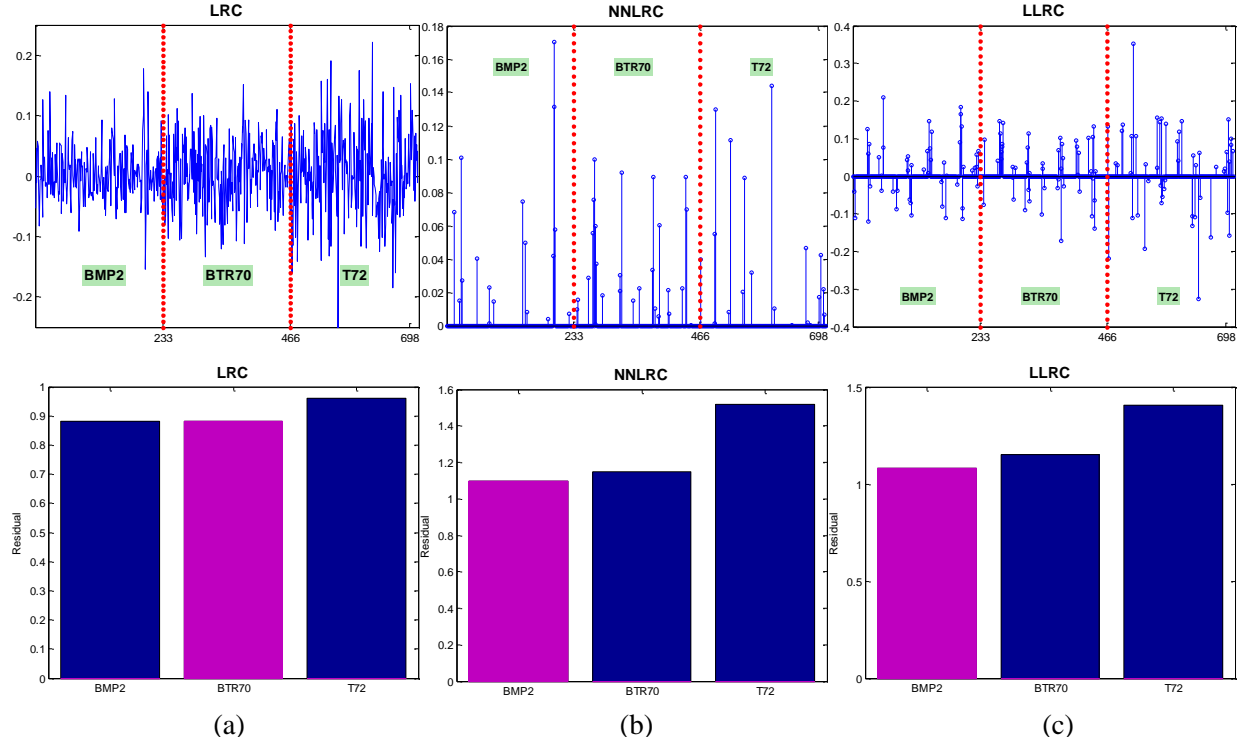 LRC
0.2
0.1
0
-0.1
-0.2
BMP2
BTR70
T72
233
466
698
NNLRC
0.18
0.16
0.14
0.12
0.1
0.08
0.06
0.04
0.02
0
BMP2
BTR70
T72
233
466
698
LLRC
0.4
0.3
0.2
0.1
0
-0.1
-0.2
-0.3
-0.4
BMP2
BTR70
T72
233
466
698
LRC
1
0.9
0.8
0.7
0.6
0.5
0.4
0.3
0.2
0.1
0
Residual
BMP2
BTR70
T72
(a)
NNLRC
1.6
1.4
1.2
1
0.8
0.6
0.4
0.2
0
Residual
BMP2
BTR70
T72
(b)
LLRC
1.5
1
0.5
0
Residual
BMP2
BTR70
T72
(c)